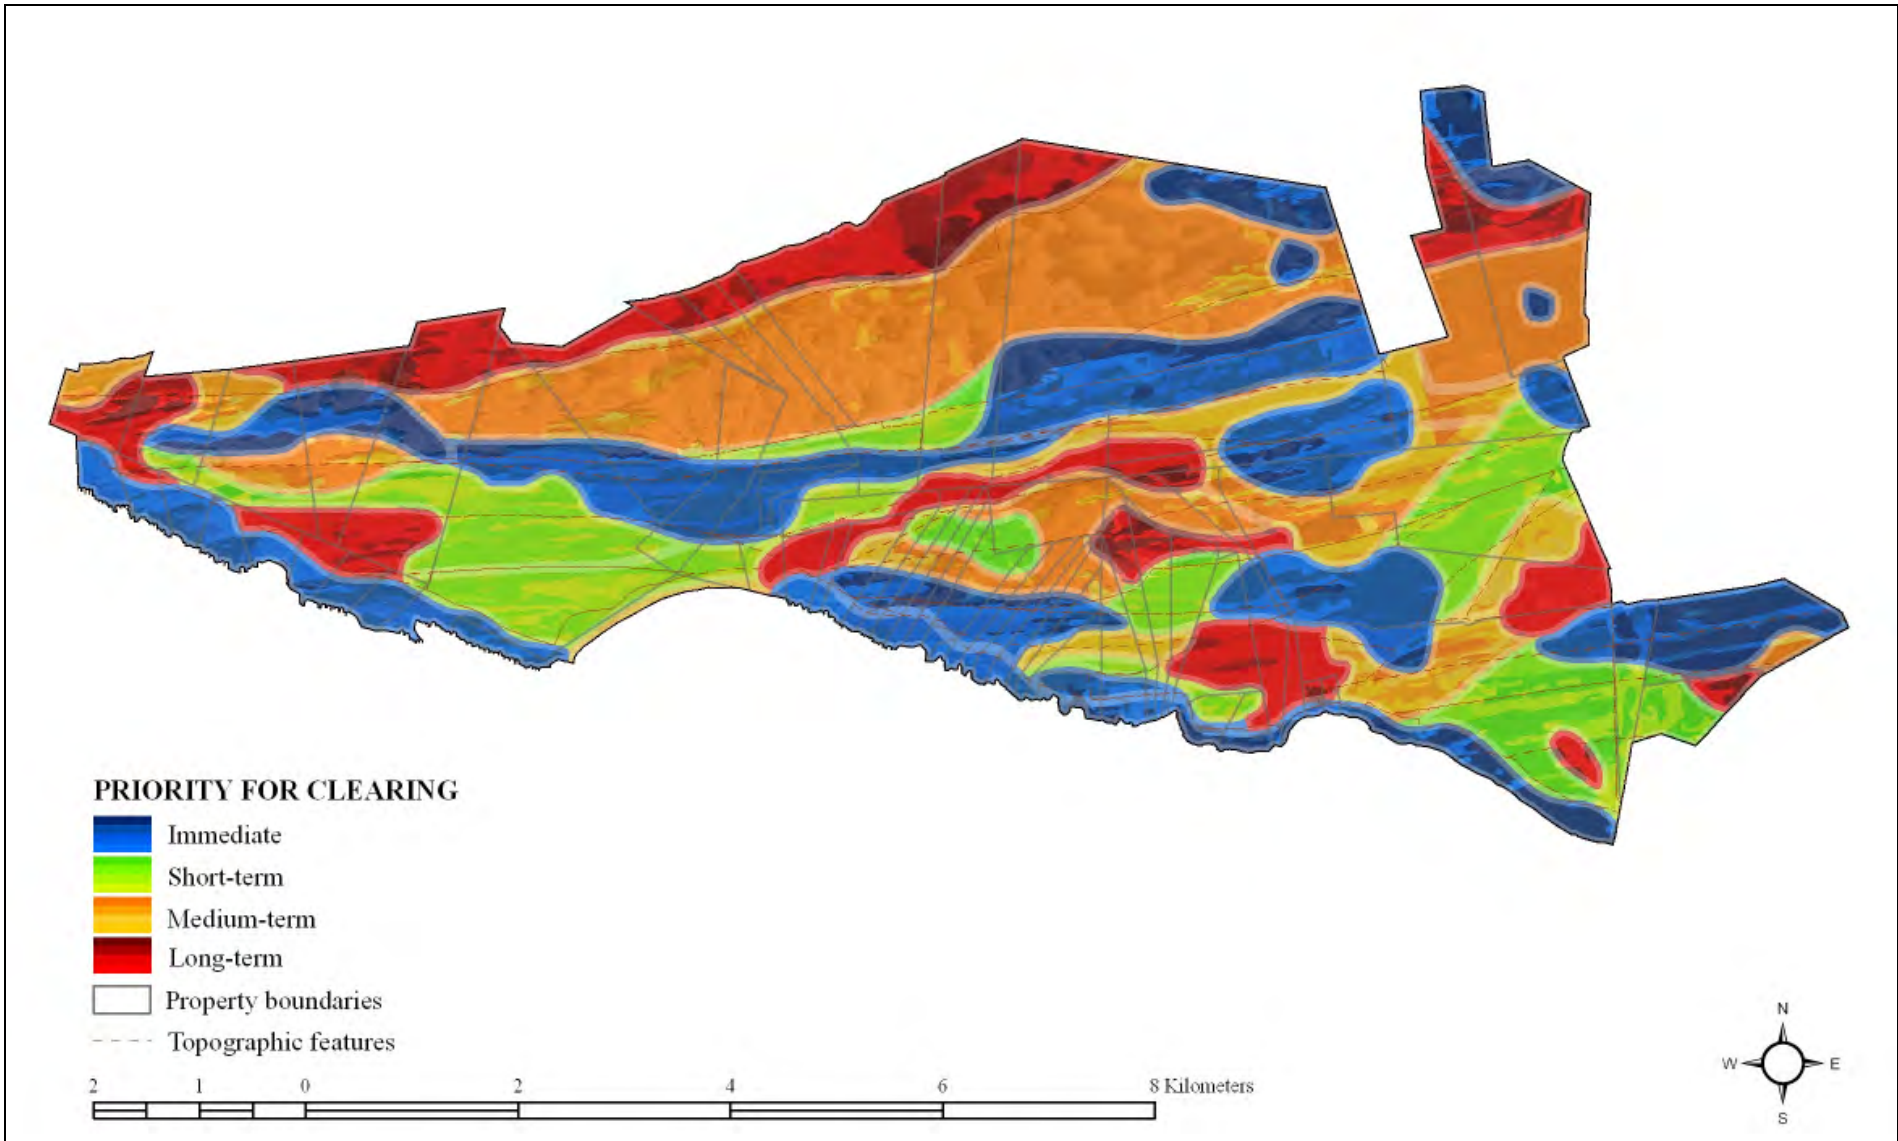 PRIORITY FOR CLEARING
Immediate
Short-term
Medium-term
Long-term
Property boundaries
Topographic features
2 1 0 2 4 6 8 Kilometers
N
W E
S